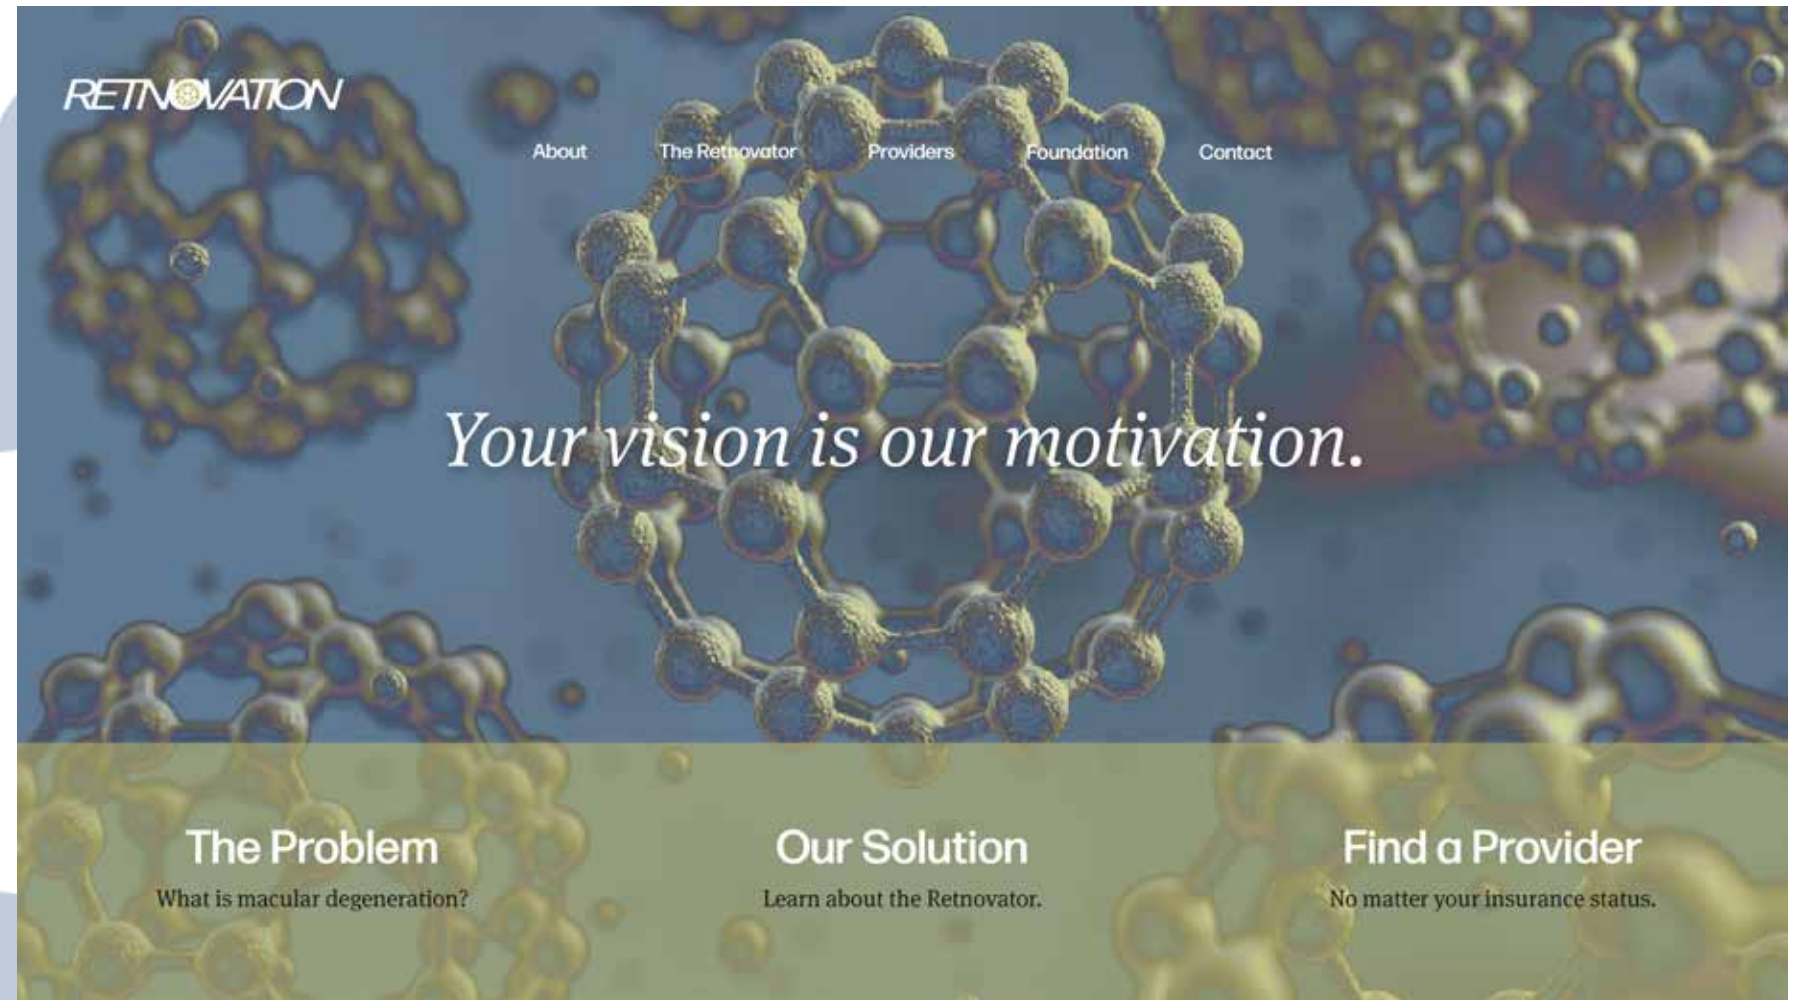 RETNOVATION
About The Retnovator Providers Foundation Contact
Your vision is our motivation.
The Problem Our Solution Find a Provider
What is macular degeneration? Learn about the Retnovator. No matter your insurance status.